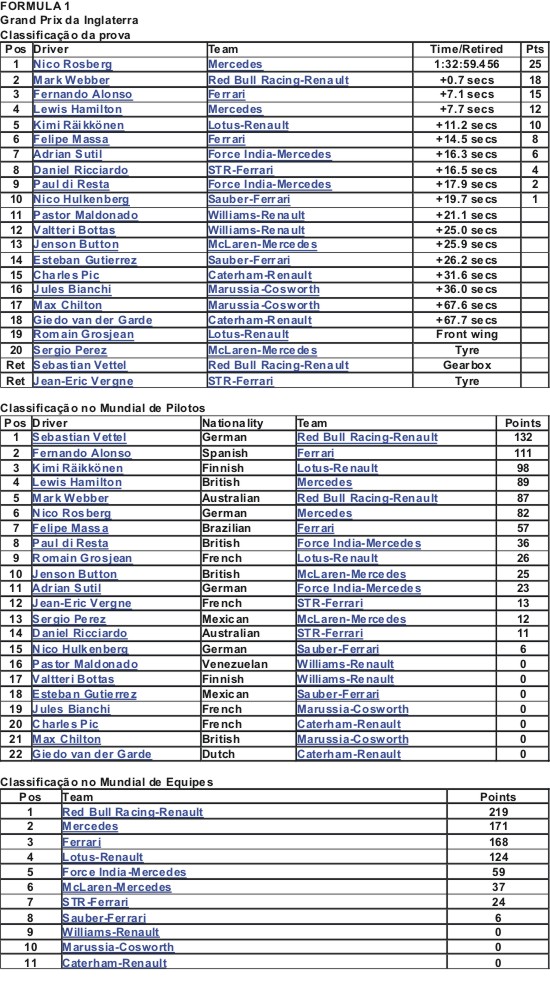 FORMULA 1
Grand Prix da Inglaterra
Classificação da prova
Pos Driver Team Time/Retired Pts
1 Nico Rosberg Mercedes 1:32:59.456 25
2 Mark Webber Red Bull Racing-Renault +0.7 secs 18
3 Fernando Alonso Ferrari +7.1 secs 15
4 Lewis Hamilton Mercedes +7.7 secs 12
5 Kimi Räikkönen Lotus-Renault +11.2 secs 10
6 Felipe Massa Ferrari +14.5 secs 8
7 Adrian Sutil Force India-Mercedes +16.3 secs 6
8 Daniel Ricciardo STR-Ferrari +16.5 secs 4
9 Paul di Resta Force India-Mercedes +17.9 secs 2
10 Nico Hulkenberg Sauber-Ferrari +19.7 secs 1
11 Pastor Maldonado Williams-Renault +21.1 secs
12 Valtteri Bottas Williams-Renault +25.0 secs
13 Jenson Button McLaren-Mercedes +25.9 secs
14 Esteban Gutierrez Sauber-Ferrari +26.2 secs
15 Charles Pic Caterham-Renault +31.6 secs
16 Jules Bianchi Marussia-Cosworth +36.0 secs
17 Max Chilton Marussia-Cosworth +67.6 secs
18 Giedo van der Garde Caterham-Renault +67.7 secs
19 Romain Grosjean Lotus-Renault Front wing
20 Sergio Perez McLaren-Mercedes Tyre
Ret Sebastian Vettel Red Bull Racing-Renault Gearbox
Ret Jean-Eric Vergne STR-Ferrari Tyre
Classificação no Mundial de Pilotos
Pos Driver Nationality Team Points
1 Sebastian Vettel German Red Bull Racing-Renault 132
2 Fernando Alonso Spanish Ferrari 111
3 Kimi Räikkönen Finnish Lotus-Renault 98
4 Lewis Hamilton British Mercedes 89
5 Mark Webber Australian Red Bull Racing-Renault 87
6 Nico Rosberg German Mercedes 82
7 Felipe Massa Brazilian Ferrari 57
8 Paul di Resta British Force India-Mercedes 36
9 Romain Grosjean French Lotus-Renault 26
10 Jenson Button British McLaren-Mercedes 25
11 Adrian Sutil German Force India-Mercedes 23
12 Jean-Eric Vergne French STR-Ferrari 13
13 Sergio Perez Mexican McLaren-Mercedes 12
14 Daniel Ricciardo Australian STR-Ferrari 11
15 Nico Hulkenberg German Sauber-Ferrari 6
16 Pastor Maldonado Venezuelan Williams-Renault 0
17 Valtteri Bottas Finnish Williams-Renault 0
18 Esteban Gutierrez Mexican Sauber-Ferrari 0
19 Jules Bianchi French Marussia-Cosworth 0
20 Charles Pic French Caterham-Renault 0
21 Max Chilton British Marussia-Cosworth 0
22 Giedo van der Garde Dutch Caterham-Renault 0
Classificação no Mundial de Equipes
Pos Team Points
1 Red Bull Racing-Renault 219
2 Mercedes 171
3 Ferrari 168
4 Lotus-Renault 124
5 Force India-Mercedes 59
6 McLaren-Mercedes 37
7 STR-Ferrari 24
8 Sauber-Ferrari 6
9 Williams-Renault 0
10 Marussia-Cosworth 0
11 Caterham-Renault 0